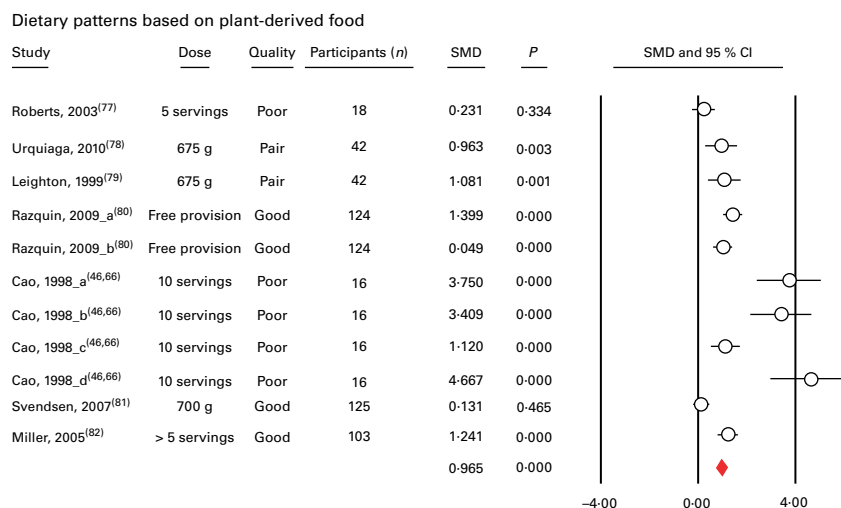 Dietary patterns based on plant-derived food
Study Dose Quality Participants (n) SMD P SMD and 95 % CI
Roberts, 2003(77) 5 servings Poor 18 0·231 0·334
Urquiaga, 2010(78) 675 g Pair 42 0·963 0·003
Leighton, 1999(79) 675 g Pair 42 1·081 0·001
Razquin, 2009_a(80) Free provision Good 124 1·399 0·000
Razquin, 2009_b(80) Free provision Good 124 0·049 0·000
Cao, 1998_a(46,66) 10 servings Poor 16 3·750 0·000
Cao, 1998_b(46,66) 10 servings Poor 16 3·409 0·000
Cao, 1998_c(46,66) 10 servings Poor 16 1·120 0·000
Cao, 1998_d(46,66) 10 servings Poor 16 4·667 0·000
Svendsen, 2007(81) 700 g Good 125 0·131 0·465
Miller, 2005(82) > 5 servings Good 103 1·241 0·000
0·965 0·000
–4·00 0·00 4·00